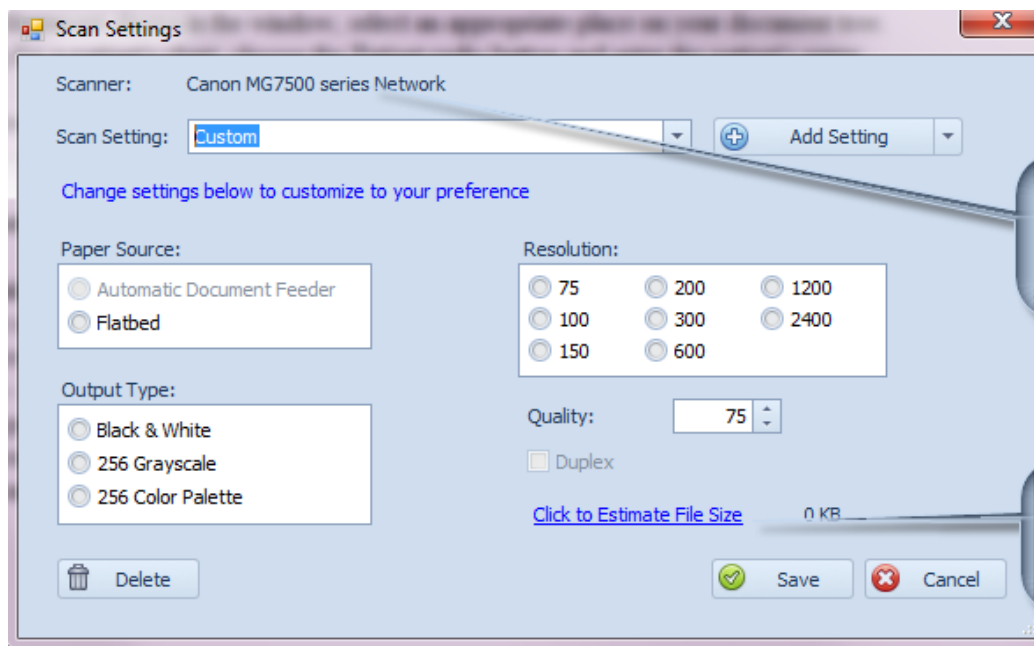 Scan Settings
Scanner: Canon MG7500 series Network
Scan Setting: Custom Add Setting
Change settings below to customize to your preference
Paper Source:
Automatic Document Feeder
Flatbed
Resolution:
75 200 1200
100 300 2400
150 600
Output Type:
Black & White
256 Grayscale
256 Color Palette
Quality: 75
Duplex
Click to Estimate File Size 0 KB
Delete Save Cancel